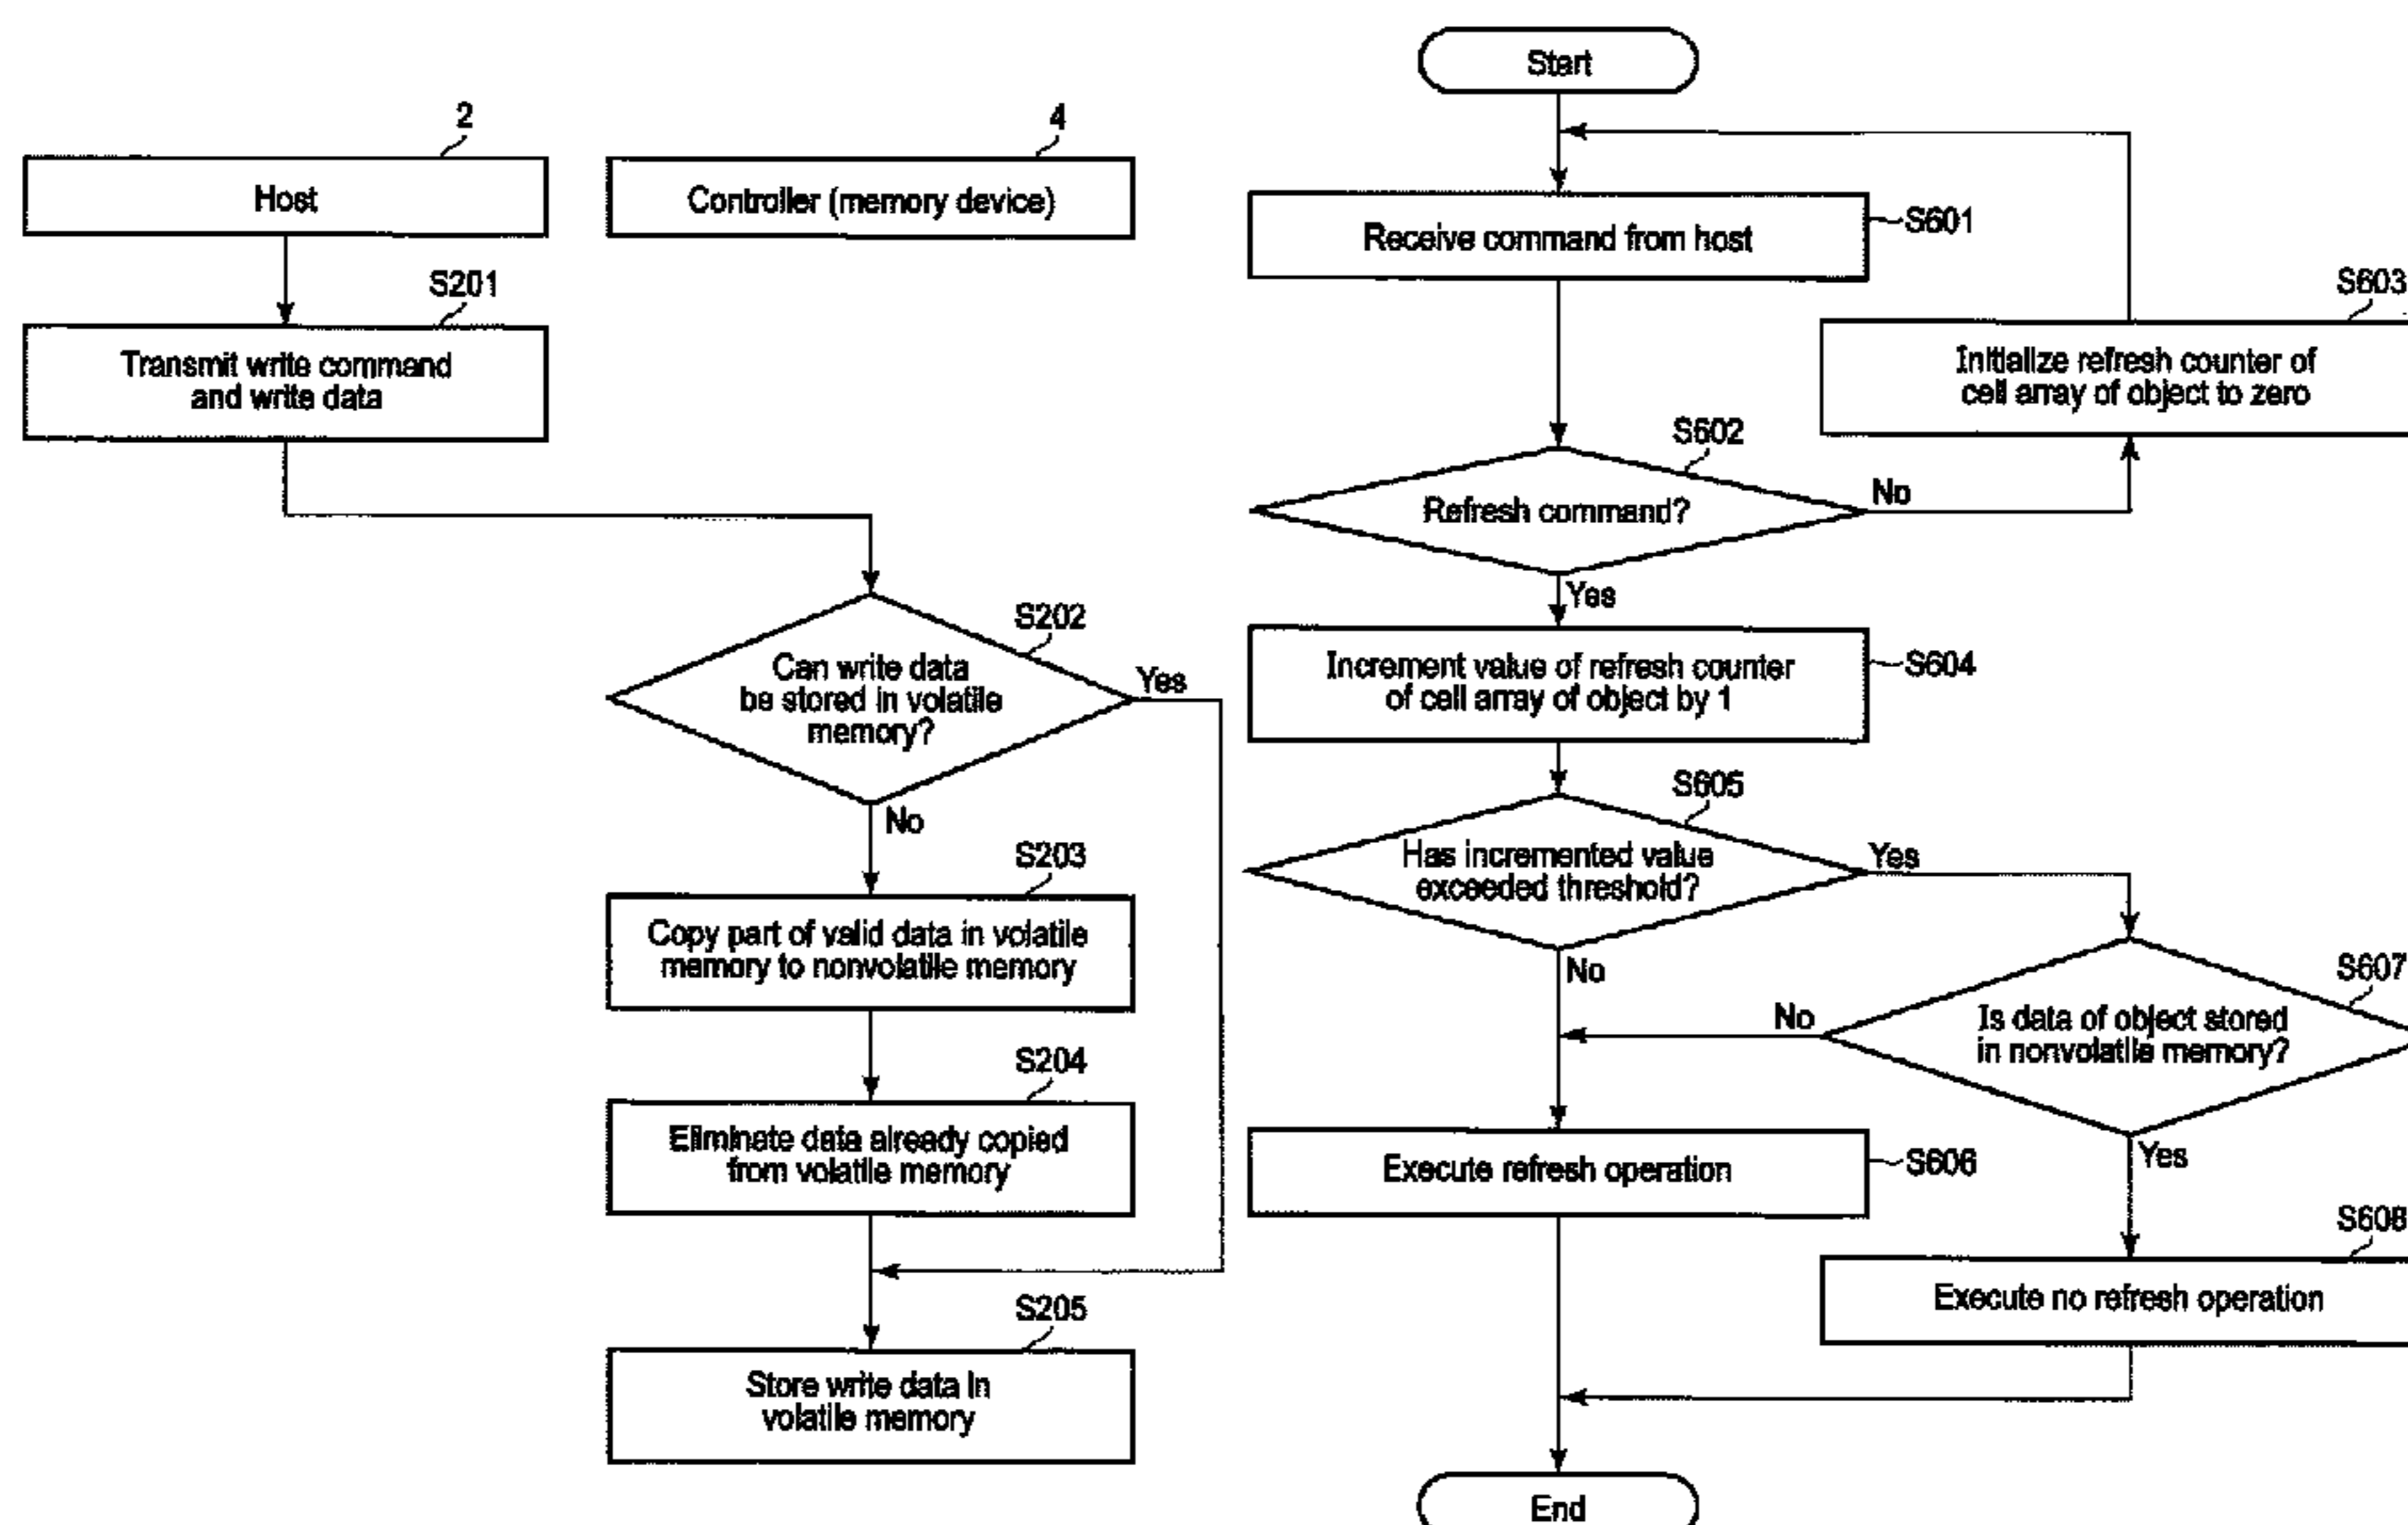 2
Host
4
Controller (memory device)
S201
Transmit write command
and write data
S202
Can write data
be stored in volatile
memory?
Yes
No
S203
Copy part of valid data in volatile
memory to nonvolatile memory
S204
Eliminate data already copied
from volatile memory
S205
Store write data in
volatile memory
Start
Receive command from host
S601
S602
Refresh command?
No
S603
Initialize refresh counter of
cell array of object to zero
Yes
Increment value of refresh counter
of cell array of object by 1
S604
S605
Has incremented value
exceeded threshold?
Yes
No
S607
Is data of object stored
in nonvolatile memory?
No
Yes
Execute refresh operation
S606
S608
Execute no refresh operation
End